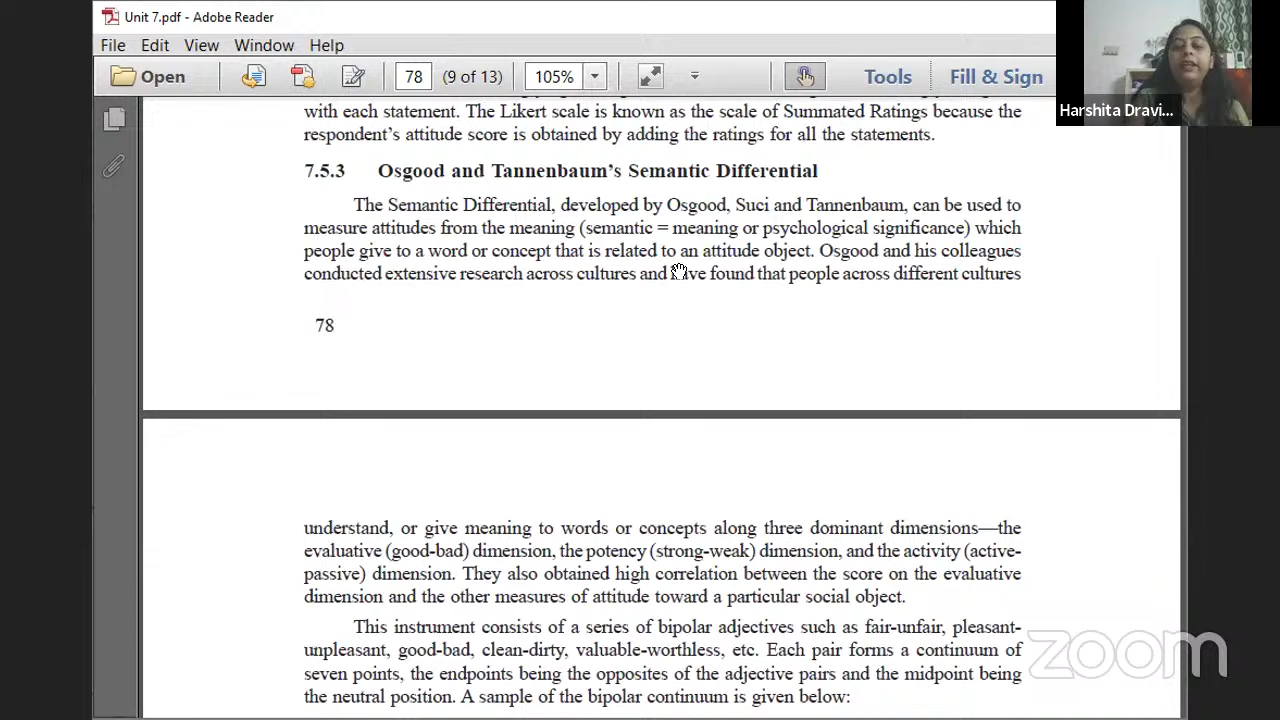 Unit 7.pdf - Adobe Reader
File Edit View Window Help
Open 78 (9 of 13) 105% Tools Fill & Sign
Harshita Dravi...
with each statement. The Likert scale is known as the scale of Summated Ratings because the
respondent's attitude score is obtained by adding the ratings for all the statements.
7.5.3 Osgood and Tannenbaum's Semantic Differential
The Semantic Differential, developed by Osgood, Suci and Tannenbaum, can be used to
measure attitudes from the meaning (semantic = meaning or psychological significance) which
people give to a word or concept that is related to an attitude object. Osgood and his colleagues
conducted extensive research across cultures and have found that people across different cultures
78
understand, or give meaning to words or concepts along three dominant dimensions—the
evaluative (good-bad) dimension, the potency (strong-weak) dimension, and the activity (active-
passive) dimension. They also obtained high correlation between the score on the evaluative
dimension and the other measures of attitude toward a particular social object.
This instrument consists of a series of bipolar adjectives such as fair-unfair, pleasant-
unpleasant, good-bad, clean-dirty, valuable-worthless, etc. Each pair forms a continuum of
seven points, the endpoints being the opposites of the adjective pairs and the midpoint being
the neutral position. A sample of the bipolar continuum is given below:
zoom